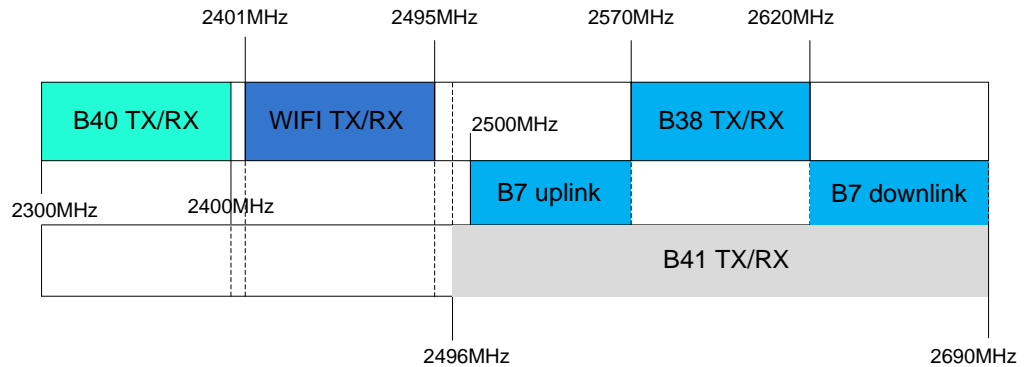 2401MHz
2495MHz
2570MHz
2620MHz
B40 TX/RX
WIFI TX/RX
B38 TX/RX
2500MHz
B7 uplink
B7 downlink
2300MHz
2400MHz
B41 TX/RX
2496MHz
2690MHz